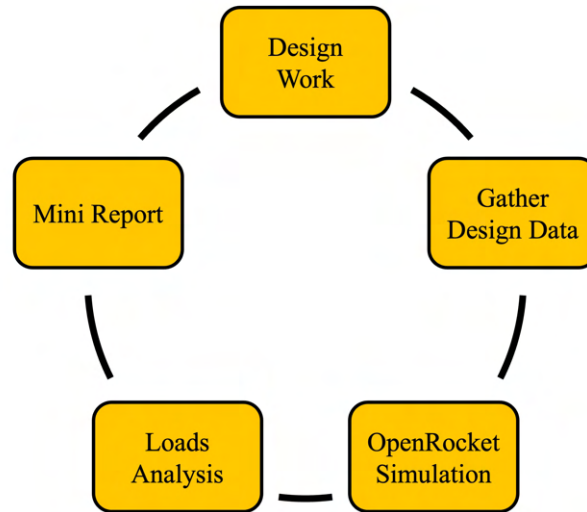 Design
Work
Gather
Design Data
OpenRocket
Simulation
Loads
Analysis
Mini Report